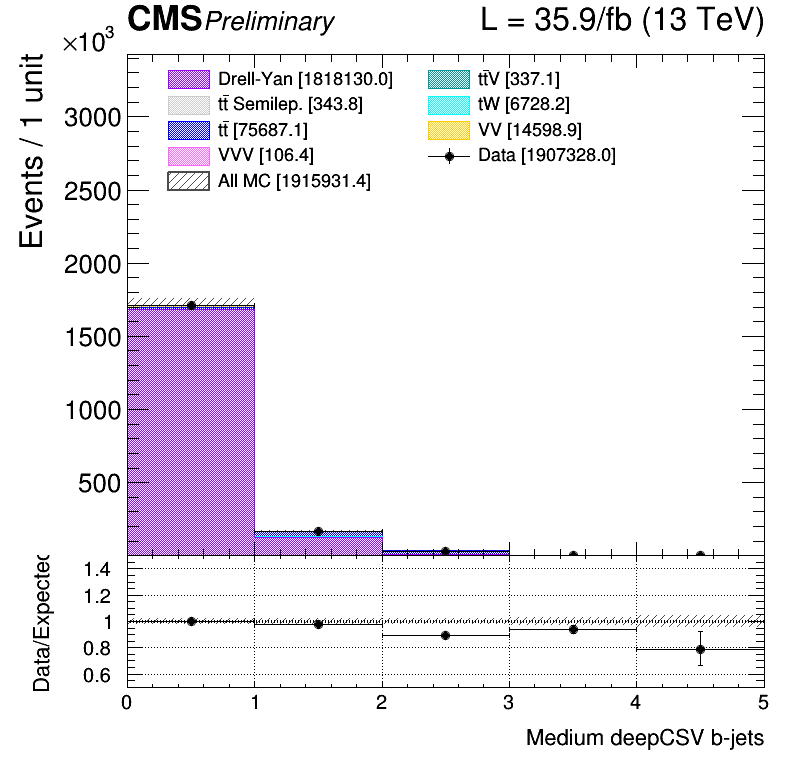 CMS Preliminary L = 35.9/fb (13 TeV)
×10³
Events / 1 unit
Drell-Yan [1818130.0]
tt̄ Semilep. [343.8]
tt̄ [75687.1]
VVV [106.4]
All MC [1915931.4]
tt̄V [337.1]
tW [6728.2]
VV [14598.9]
Data [1907328.0]
3000
2500
2000
1500
1000
500
Data/Expected
1.4
1.2
1
0.8
0.6
0 1 2 3 4 5
Medium deepCSV b-jets